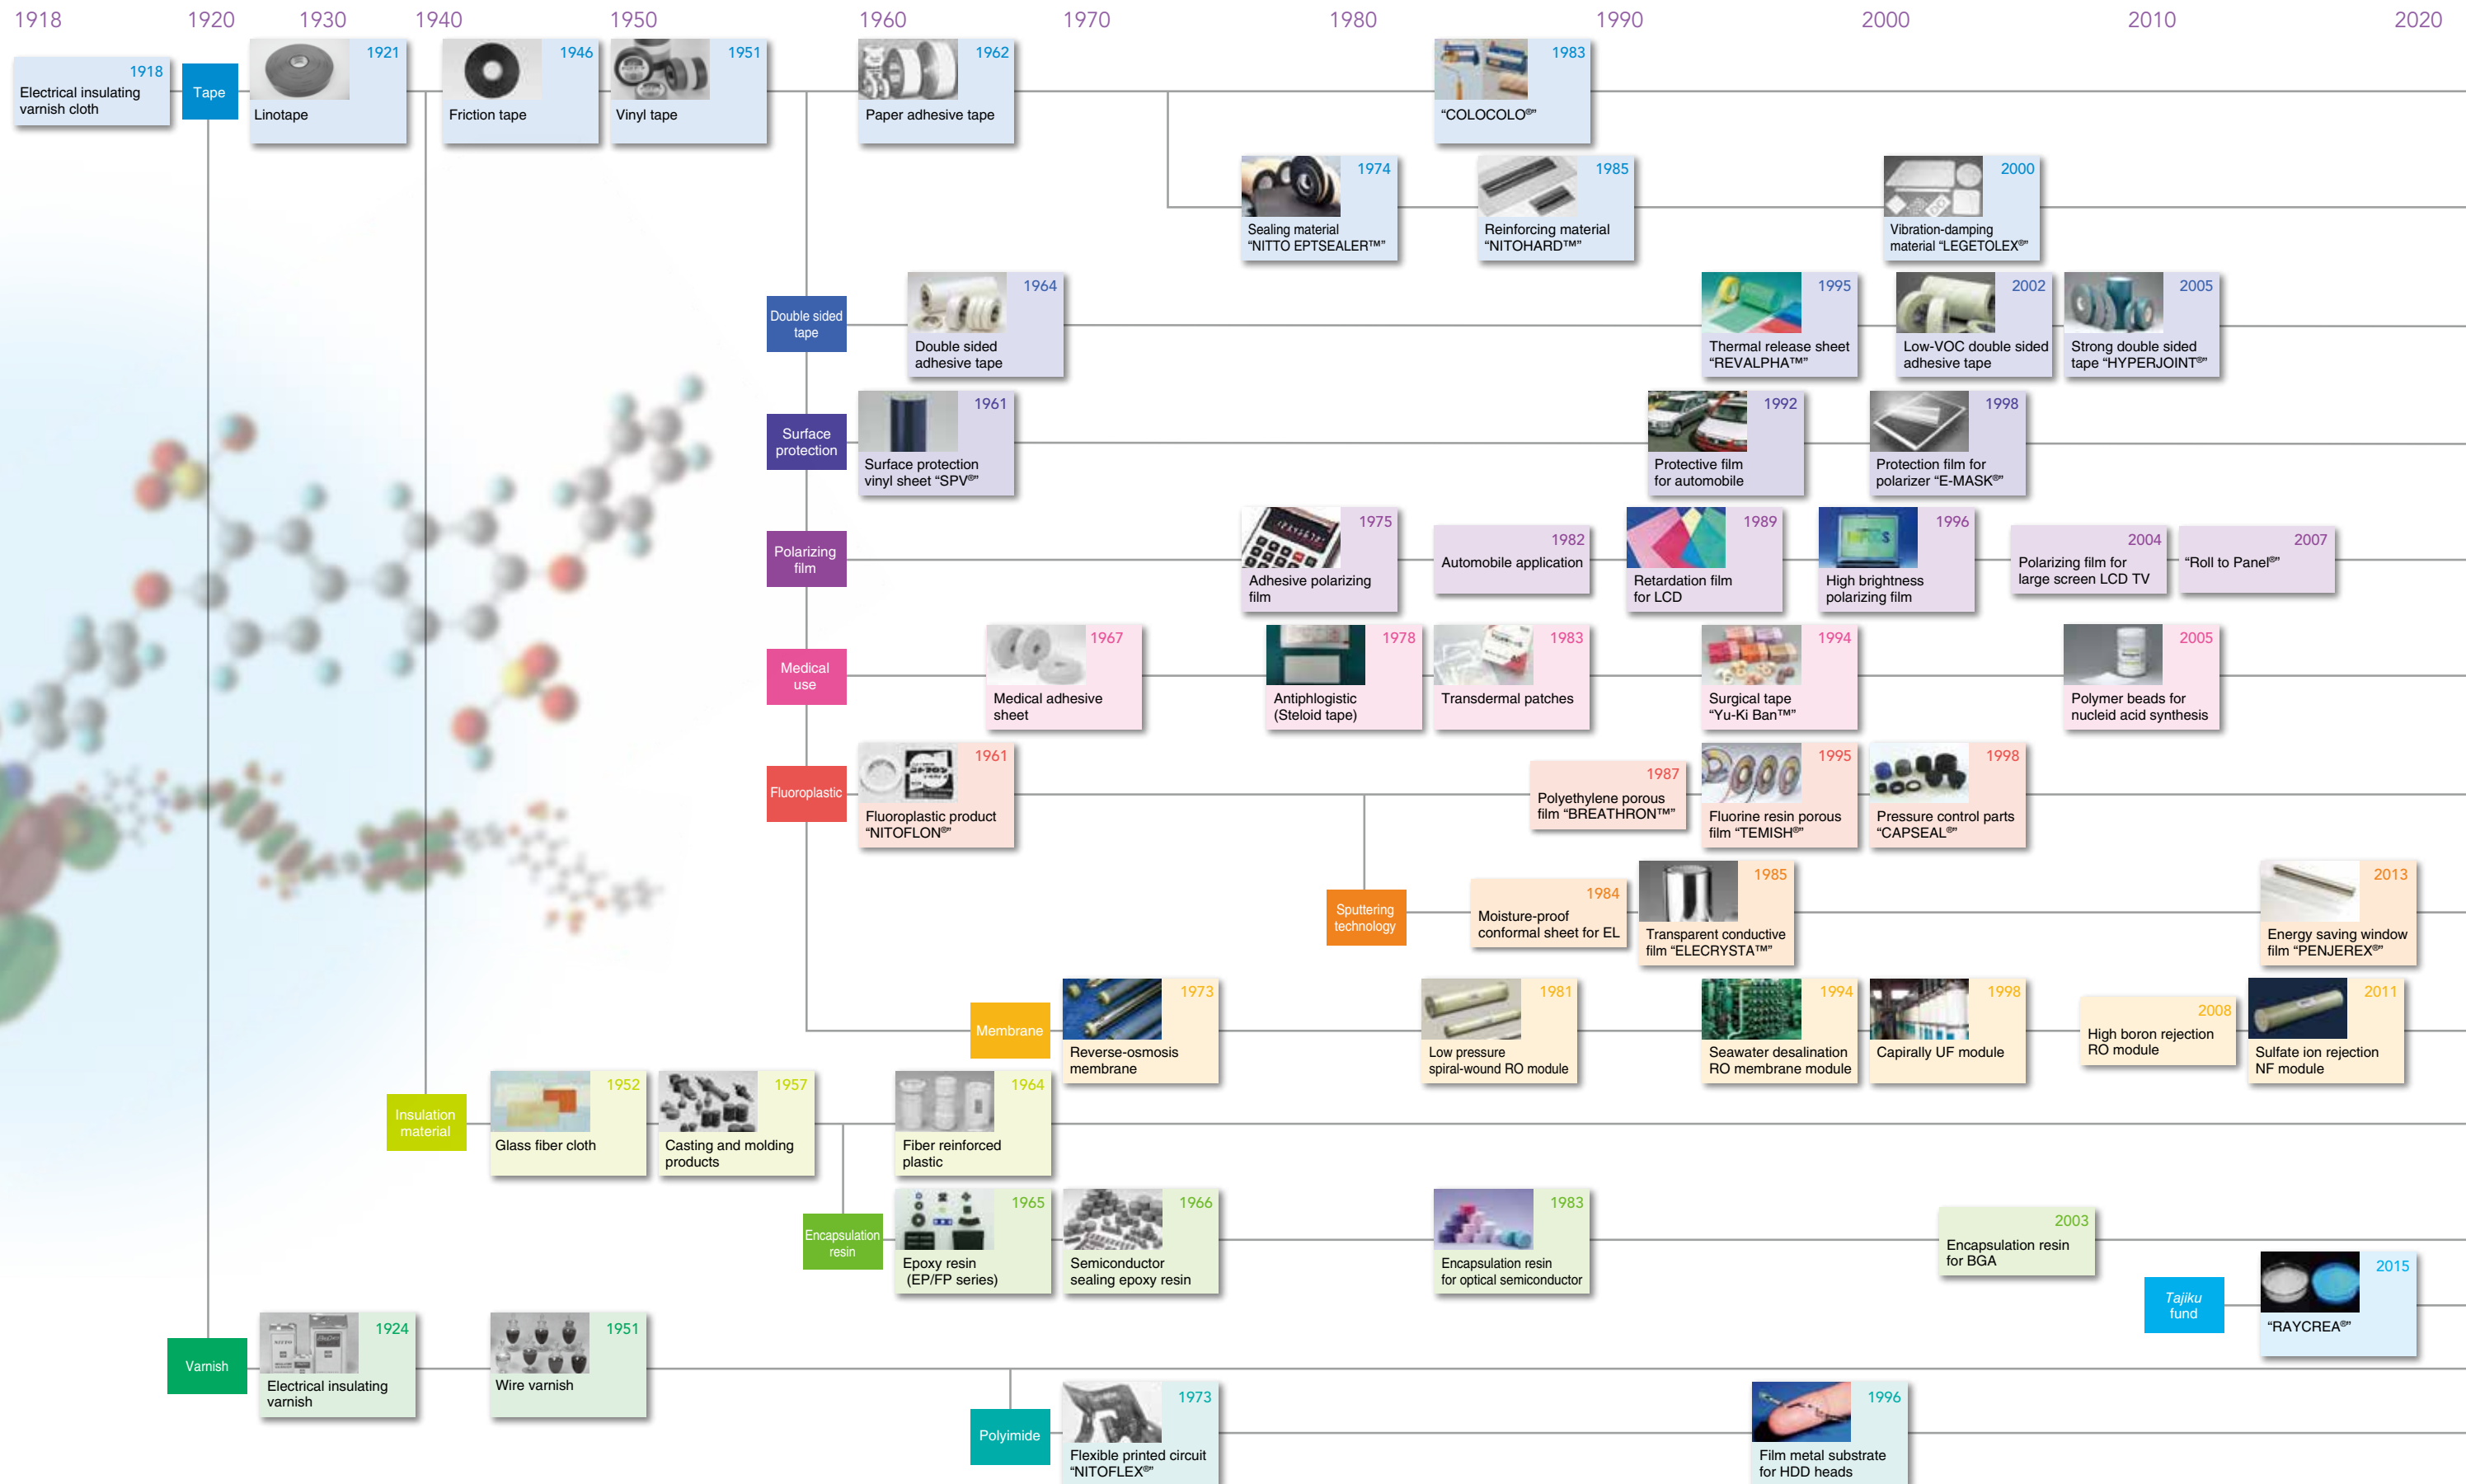 1918 1920 1930 1940 1950 1960 1970 1980 1990 2000 2010 2020
1918
Electrical insulating
varnish cloth
Tape
1921
Linotape
1946
Friction tape
1951
Vinyl tape
1962
Paper adhesive tape
1983
“COLOCOLO®”
1974
Sealing material
“NITTO EPTSEALER™”
1985
Reinforcing material
“NITOHARD™”
2000
Vibration-damping
material “LEGETOLEX®”
Double sided
tape
1964
Double sided
adhesive tape
1995
Thermal release sheet
“REVALPHA™”
2002
Low-VOC double sided
adhesive tape
2005
Strong double sided
tape “HYPERJOINT®”
Surface
protection
1961
Surface protection
vinyl sheet “SPV®”
1992
Protective film
for automobile
1998
Protection film for
polarizer “E-MASK®”
Polarizing
film
1975
Adhesive polarizing
film
1982
Automobile application
1989
Retardation film
for LCD
1996
High brightness
polarizing film
2004
Polarizing film for
large screen LCD TV
2007
“Roll to Panel®”
Medical
use
1967
Medical adhesive
sheet
1978
Antiphlogistic
(Steloid tape)
1983
Transdermal patches
1994
Surgical tape
“Yu-Ki Ban™”
2005
Polymer beads for
nucleid acid synthesis
Fluoroplastic
1961
Fluoroplastic product
“NITOFLON®”
1987
Polyethylene porous
film “BREATHRON™”
1995
Fluorine resin porous
film “TEMISH®”
1998
Pressure control parts
“CAPSEAL®”
Sputtering
technology
1984
Moisture-proof
conformal sheet for EL
1985
Transparent conductive
film “ELECRYSTA™”
2013
Energy saving window
film “PENJEREX®”
Membrane
1973
Reverse-osmosis
membrane
1981
Low pressure
spiral-wound RO module
1994
Seawater desalination
RO membrane module
1998
Capirally UF module
2008
High boron rejection
RO module
2011
Sulfate ion rejection
NF module
Insulation
material
1952
Glass fiber cloth
1957
Casting and molding
products
1964
Fiber reinforced
plastic
Encapsulation
resin
1965
Epoxy resin
(EP/FP series)
1966
Semiconductor
sealing epoxy resin
1983
Encapsulation resin
for optical semiconductor
2003
Encapsulation resin
for BGA
Tajiku
fund
2015
“RAYCREA®”
Varnish
1924
Electrical insulating
varnish
1951
Wire varnish
Polyimide
1973
Flexible printed circuit
“NITOFLEX®”
1996
Film metal substrate
for HDD heads